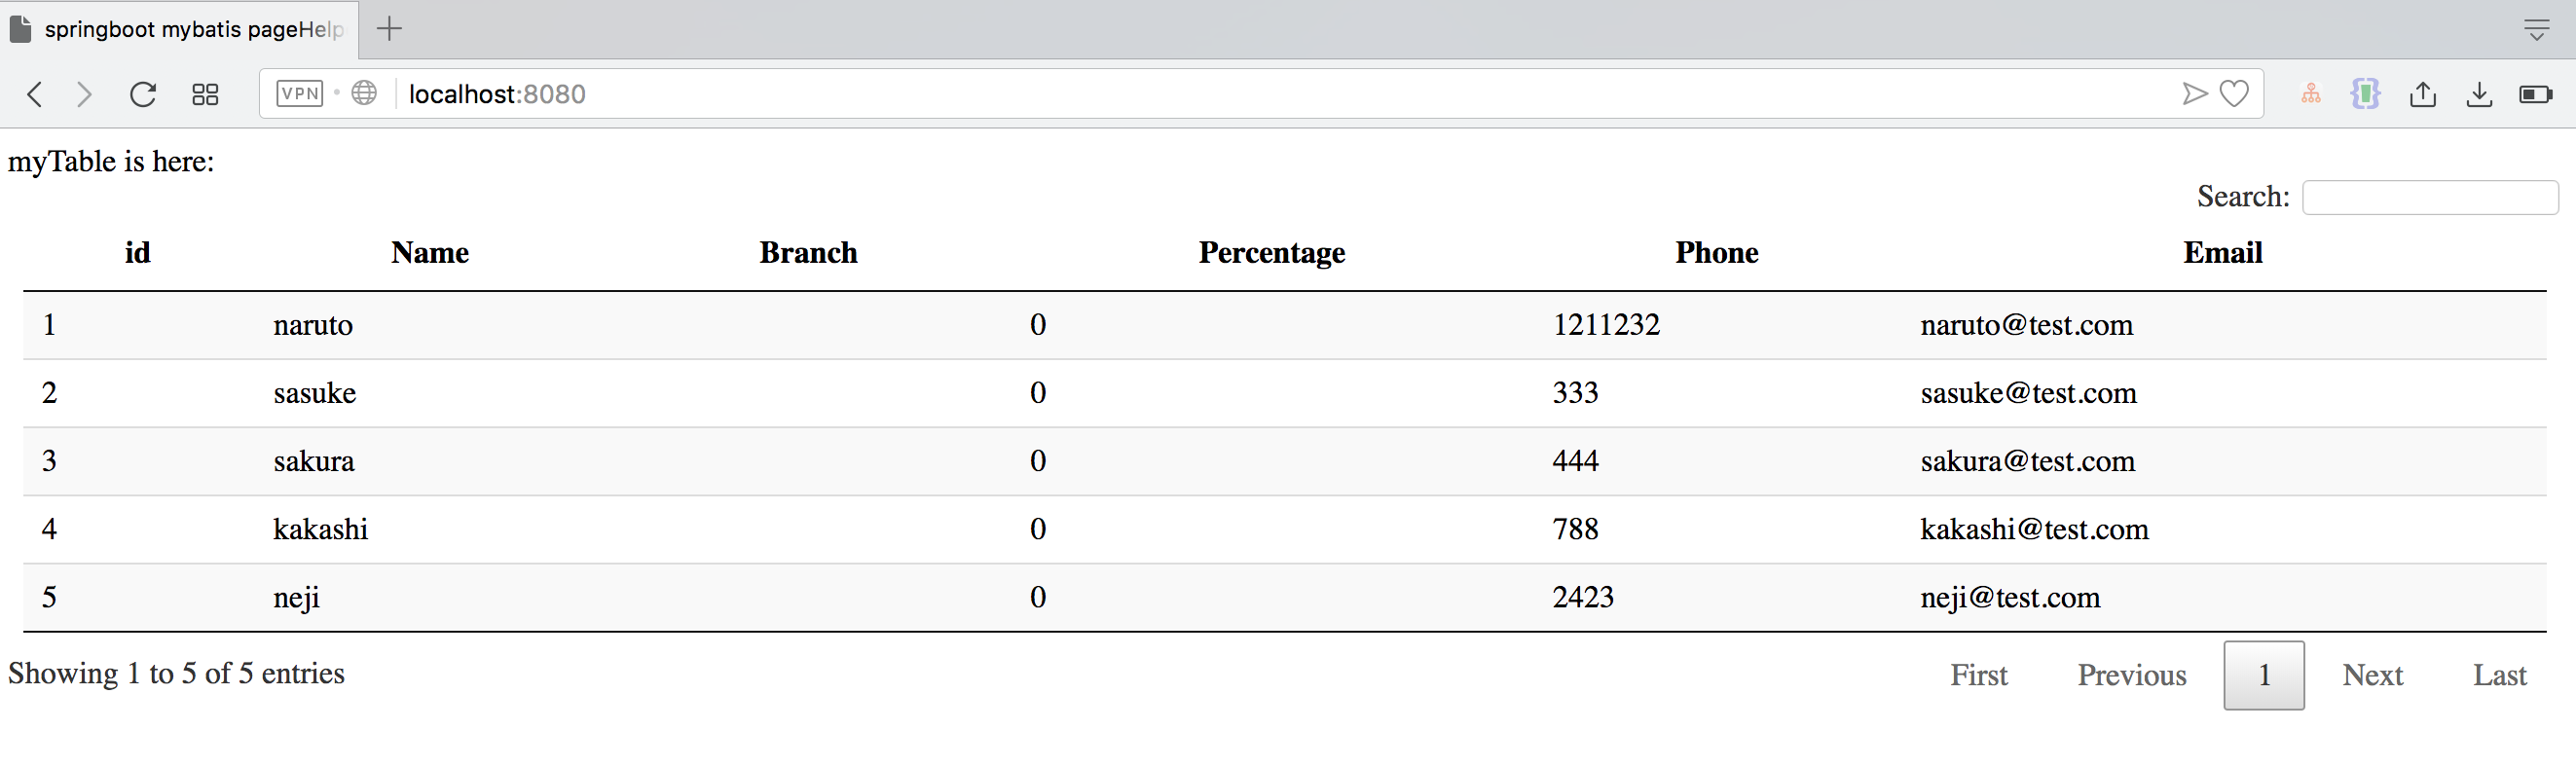 springboot mybatis pageHelp
VPN localhost:8080
myTable is here:
Search:
id Name Branch Percentage Phone Email
1 naruto 0 1211232 naruto@test.com
2 sasuke 0 333 sasuke@test.com
3 sakura 0 444 sakura@test.com
4 kakashi 0 788 kakashi@test.com
5 neji 0 2423 neji@test.com
Showing 1 to 5 of 5 entries First Previous 1 Next Last